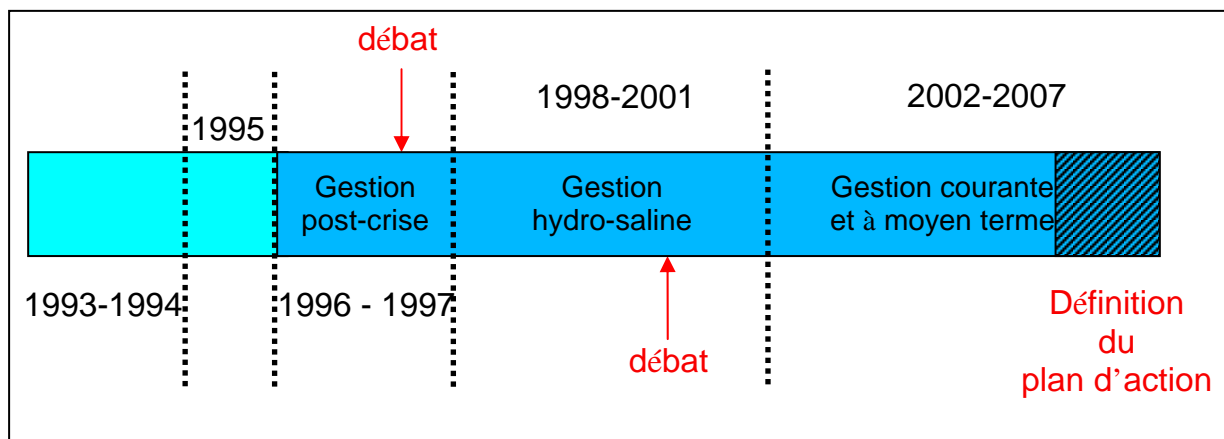 débat
1998-2001
2002-2007
1995
Gestion
post-crise
Gestion
hydro-saline
Gestion courante
et à moyen terme
1993-1994
1996 - 1997
débat
Définition
du
plan d’action